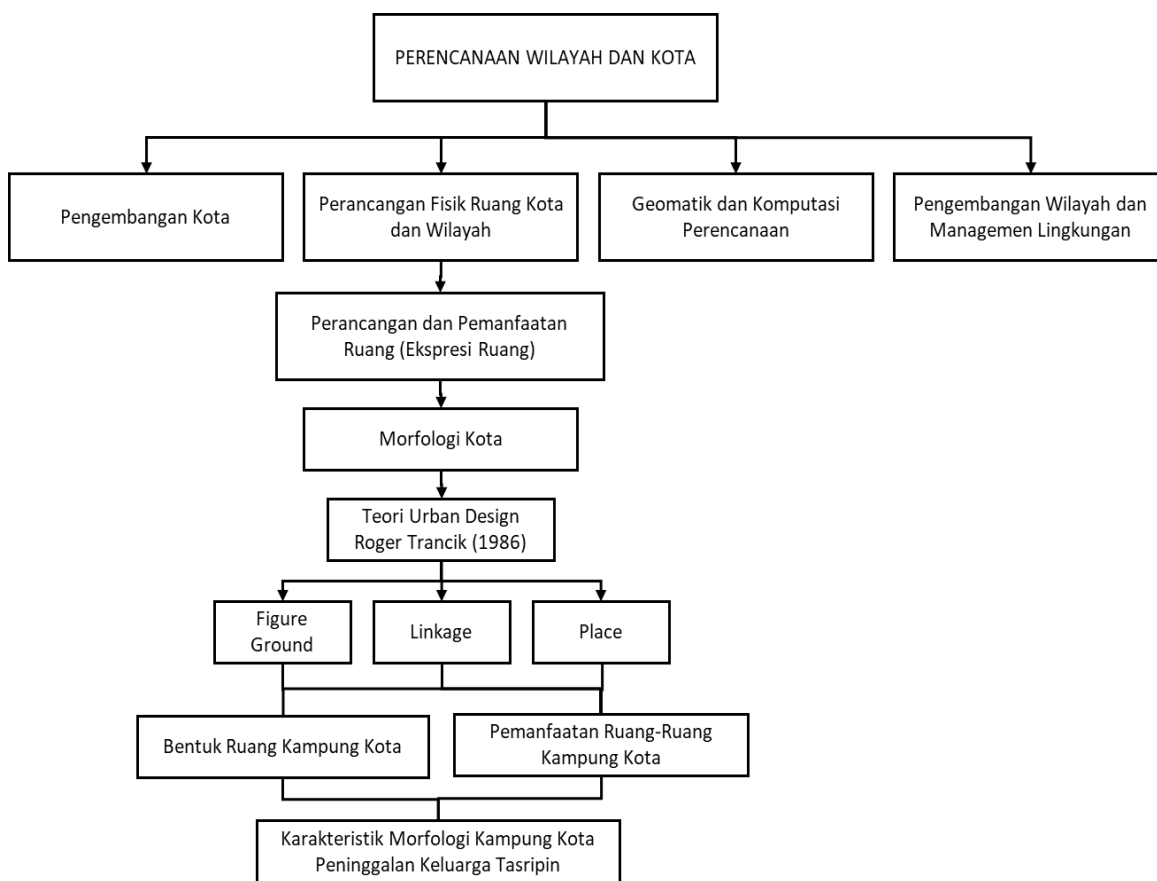 PERENCANAAN WILAYAH DAN KOTA
Pengembangan Kota
Perancangan Fisik Ruang Kota
dan Wilayah
Geomatik dan Komputasi
Perencanaan
Pengembangan Wilayah dan
Managemen Lingkungan
Perancangan dan Pemanfaatan
Ruang (Ekspresi Ruang)
Morfologi Kota
Teori Urban Design
Roger Trancik (1986)
Figure
Ground
Linkage
Place
Bentuk Ruang Kampung Kota
Pemanfaatan Ruang-Ruang
Kampung Kota
Karakteristik Morfologi Kampung Kota
Peninggalan Keluarga Tasripin